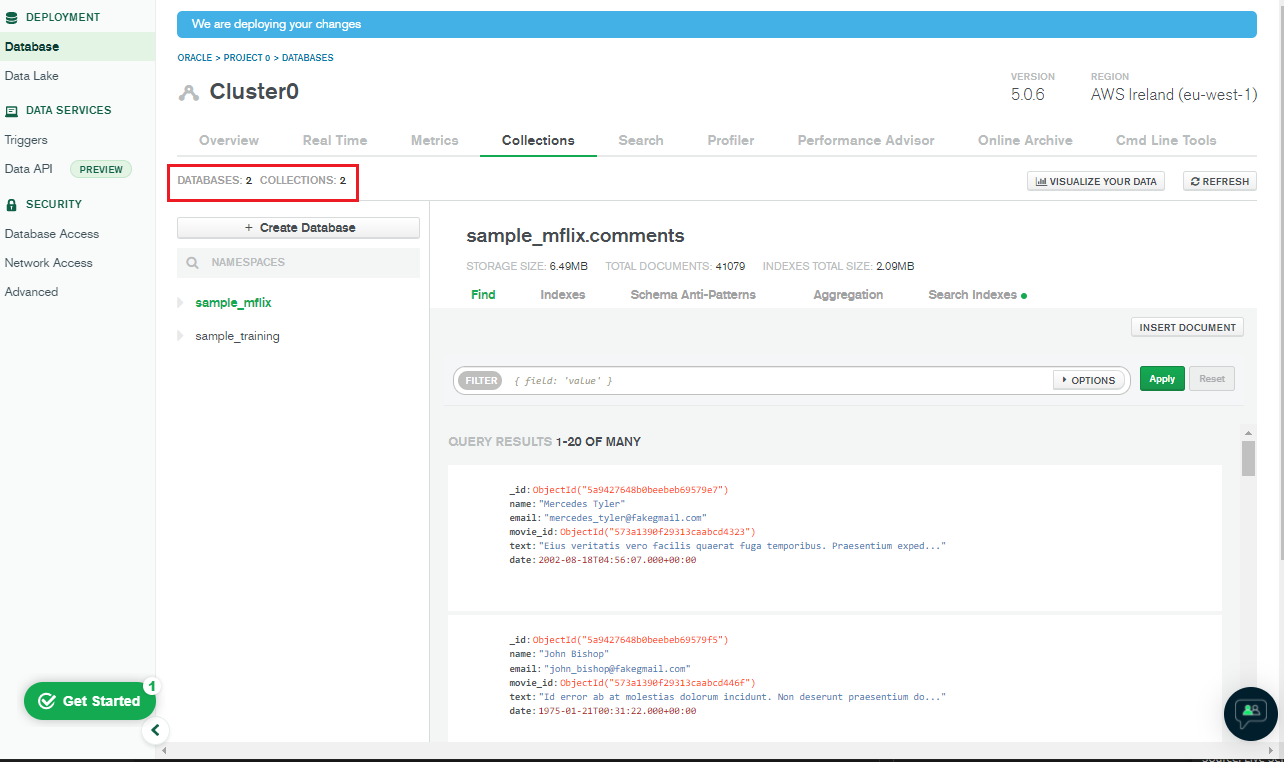 DEPLOYMENT
Database
Data Lake
DATA SERVICES
Triggers
Data API PREVIEW
SECURITY
Database Access
Network Access
Advanced
Get Started 1
We are deploying your changes
ORACLE > PROJECT 0 > DATABASES
Cluster0
VERSION
5.0.6
REGION
AWS Ireland (eu-west-1)
Overview Real Time Metrics Collections Search Profiler Performance Advisor Online Archive Cmd Line Tools
DATABASES: 2 COLLECTIONS: 2
VISUALIZE YOUR DATA REFRESH
+ Create Database
NAMESPACES
sample_mflix
sample_training
sample_mflix.comments
STORAGE SIZE: 6.49MB TOTAL DOCUMENTS: 41079 INDEXES TOTAL SIZE: 2.09MB
Find Indexes Schema Anti-Patterns Aggregation Search Indexes
INSERT DOCUMENT
FILTER { field: 'value' } OPTIONS Apply Reset
QUERY RESULTS 1-20 OF MANY
_id: ObjectId("5a9427648b0beebeb69579e7")
name: "Mercedes Tyler"
email: "mercedes_tyler@fakegmail.com"
movie_id: ObjectId("573a1390f29313caabcd4323")
text: "Eius veritatis vero facilis quaerat fuga temporibus. Praesentium exped..."
date: 2002-08-18T04:56:07.000+00:00
_id: ObjectId("5a9427648b0beebeb69579f5")
name: "John Bishop"
email: "john_bishop@fakegmail.com"
movie_id: ObjectId("573a1390f29313caabcd446f")
text: "Id error ab at molestias dolorum incidunt. Non deserunt praesentium do..."
date: 1975-01-21T00:31:22.000+00:00